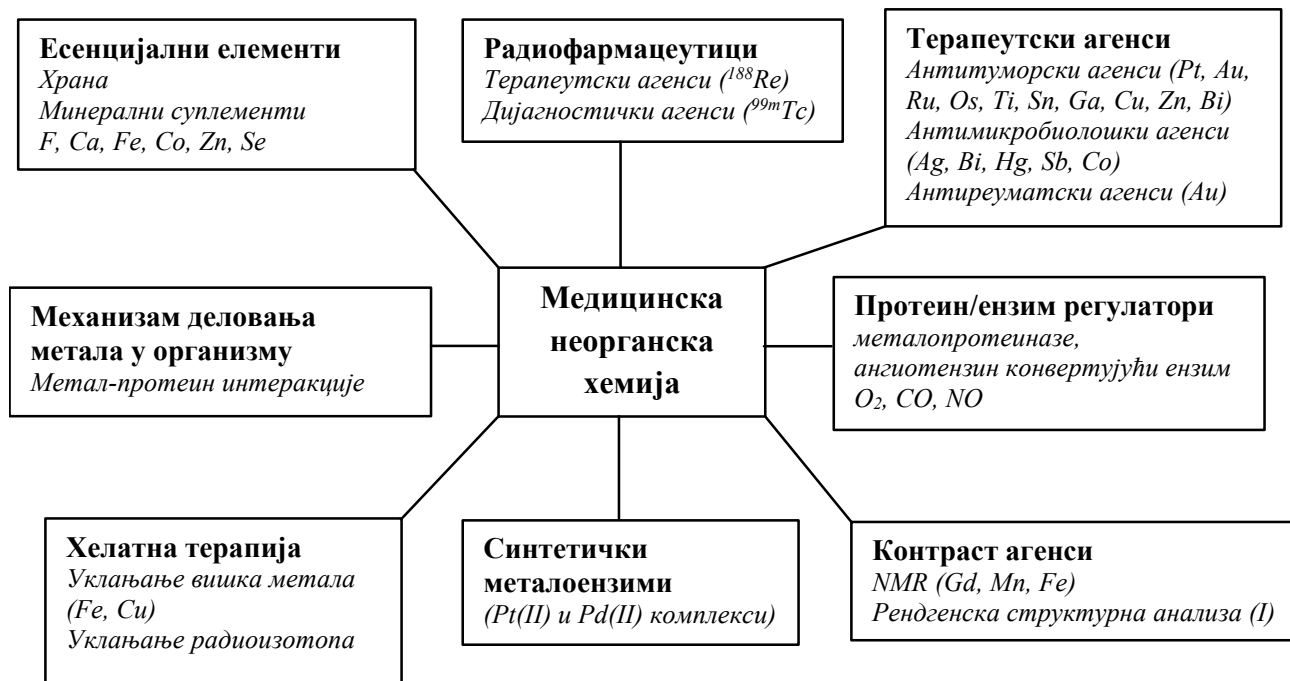 Есенцијални елементи
Храна
Минерални суплементи
F, Ca, Fe, Co, Zn, Se
Радиофармацеутици
Терапеутски агенси (¹⁸⁸Re)
Дијагностички агенси (⁹⁹ᵐTc)
Терапеутски агенси
Антитуморски агенси (Pt, Au,
Ru, Os, Ti, Sn, Ga, Cu, Zn, Bi)
Антимикробиолошки агенси
(Ag, Bi, Hg, Sb, Co)
Антиреуматски агенси (Au)
Механизам деловања
метала у организму
Метал-протеин интеракције
Медицинска
неорганска
хемија
Протеин/ензим регулатори
металопротеиназе,
ангиотензин конвертујући ензим
O₂, CO, NO
Хелатна терапија
Уклањање вишка метала
(Fe, Cu)
Уклањање радиоизотопа
Синтетички
металоензими
(Pt(II) и Pd(II) комплекси)
Контраст агенси
NMR (Gd, Mn, Fe)
Рендгенска структурна анализа (I)